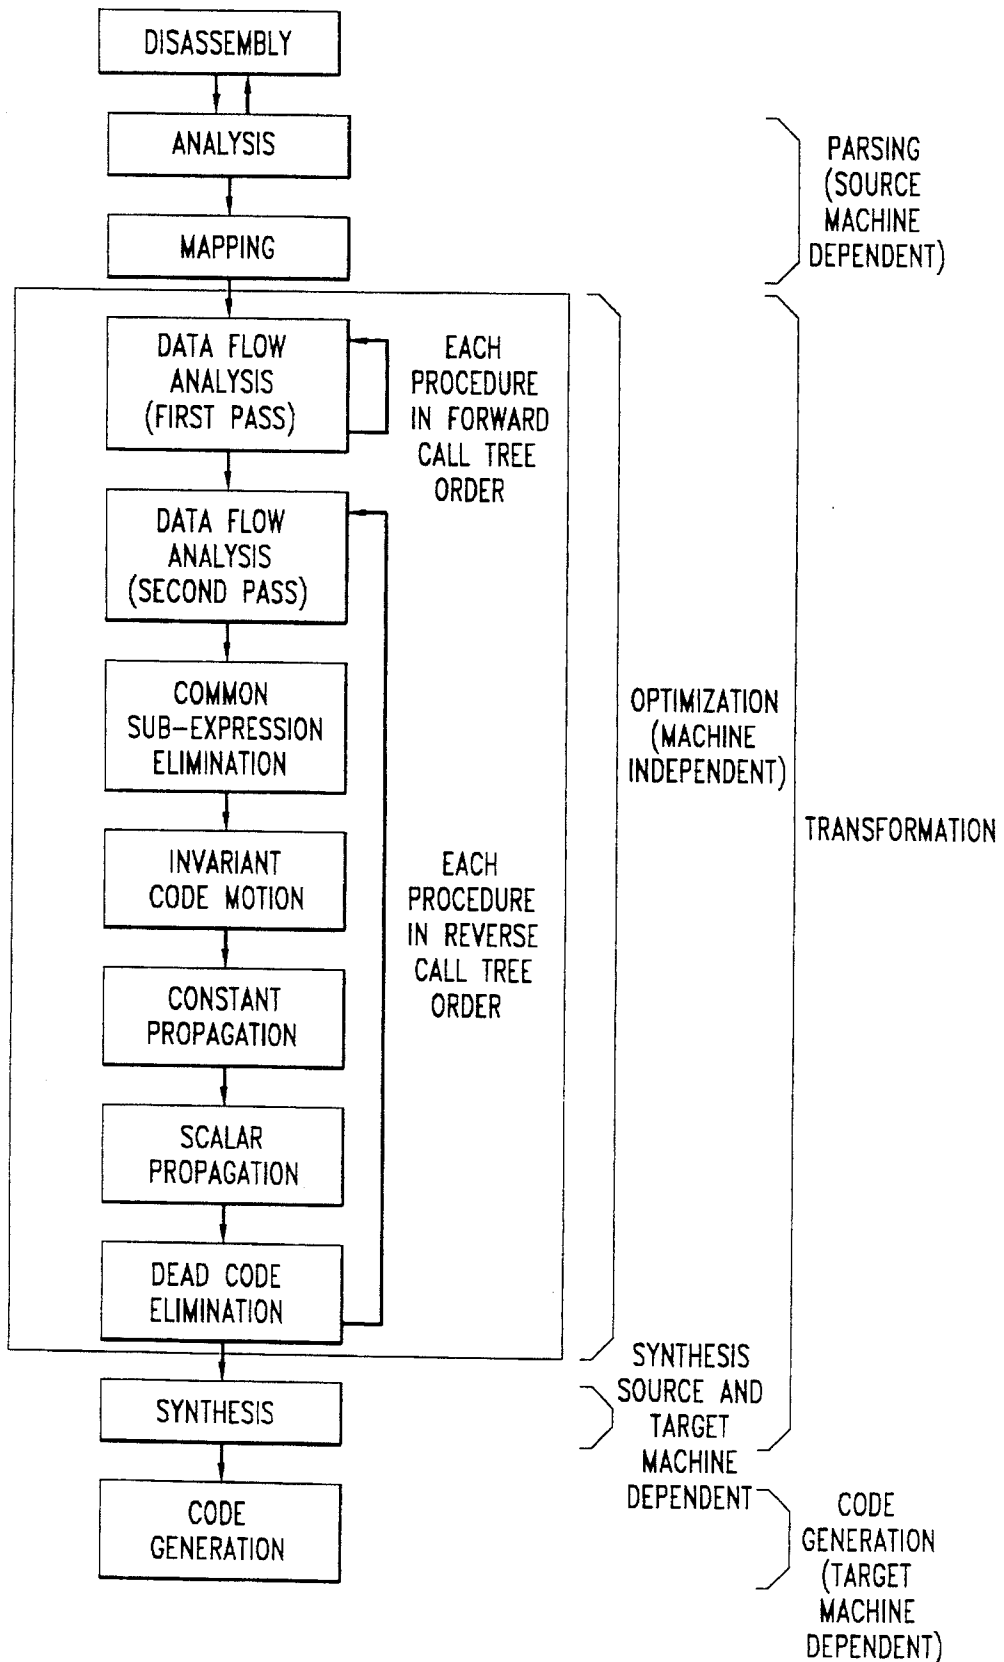 DISASSEMBLY
ANALYSIS
MAPPING
PARSING
(SOURCE
MACHINE
DEPENDENT)
DATA FLOW
ANALYSIS
(FIRST PASS)
EACH
PROCEDURE
IN FORWARD
CALL TREE
ORDER
DATA FLOW
ANALYSIS
(SECOND PASS)
COMMON
SUB-EXPRESSION
ELIMINATION
INVARIANT
CODE MOTION
CONSTANT
PROPAGATION
SCALAR
PROPAGATION
DEAD CODE
ELIMINATION
EACH
PROCEDURE
IN REVERSE
CALL TREE
ORDER
OPTIMIZATION
(MACHINE
INDEPENDENT)
TRANSFORMATION
SYNTHESIS
SYNTHESIS
SOURCE AND
TARGET
MACHINE
DEPENDENT
CODE
GENERATION
CODE
GENERATION
(TARGET
MACHINE
DEPENDENT)